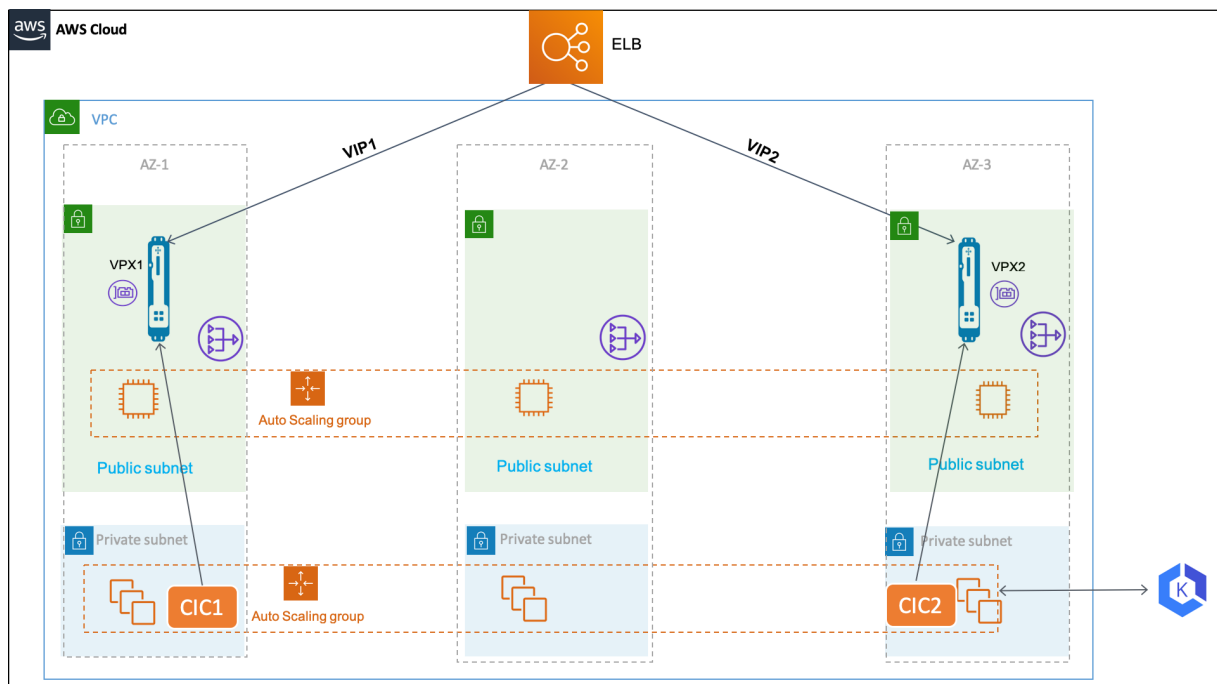 aws
AWS Cloud
ELB
VPC
VIP1
VIP2
AZ-1
AZ-2
AZ-3
VPX1
VPX2
Auto Scaling group
Public subnet
Public subnet
Public subnet
Private subnet
Private subnet
Private subnet
CIC1
Auto Scaling group
CIC2
K